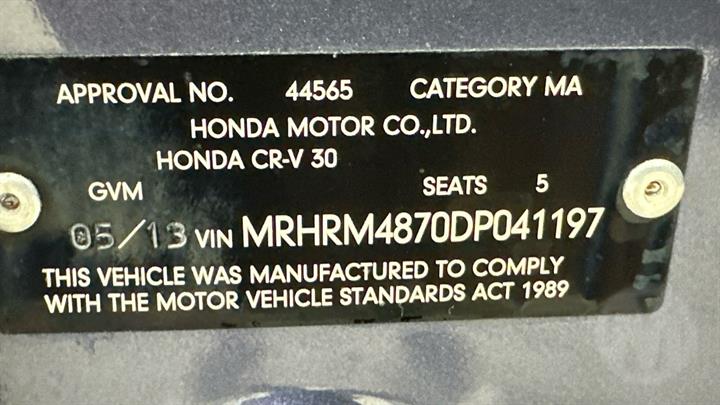 APPROVAL NO. 44565 CATEGORY MA
HONDA MOTOR CO.,LTD.
HONDA CR-V 30
GVM SEATS 5
05/13 VIN MRHRM4870DP041197
THIS VEHICLE WAS MANUFACTURED TO COMPLY
WITH THE MOTOR VEHICLE STANDARDS ACT 1989